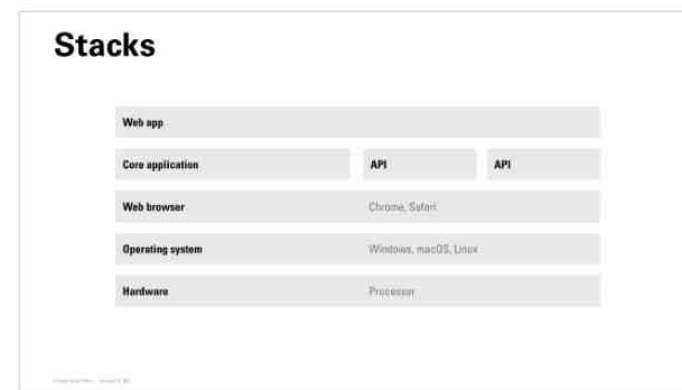 Stacks
Web app
Core application API API
Web browser Chrome, Safari
Operating system Windows, macOS, Linux
Hardware Processor